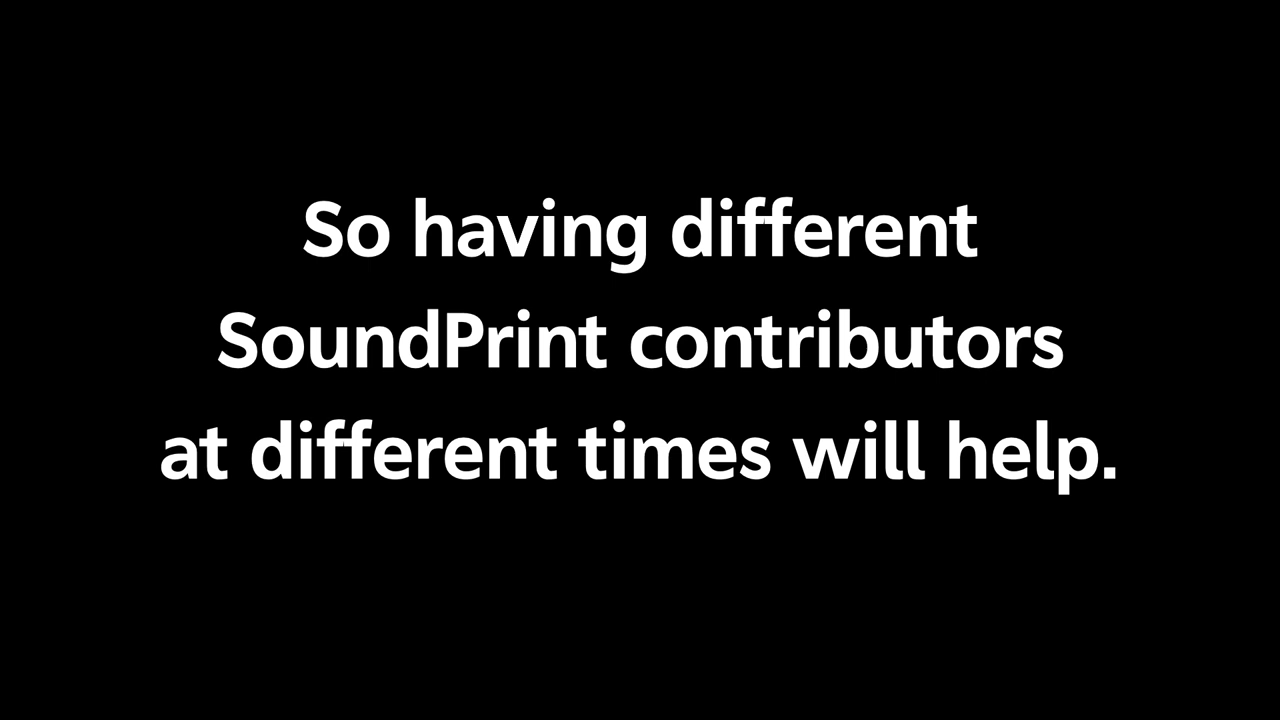 So having different
SoundPrint contributors
at different times will help.